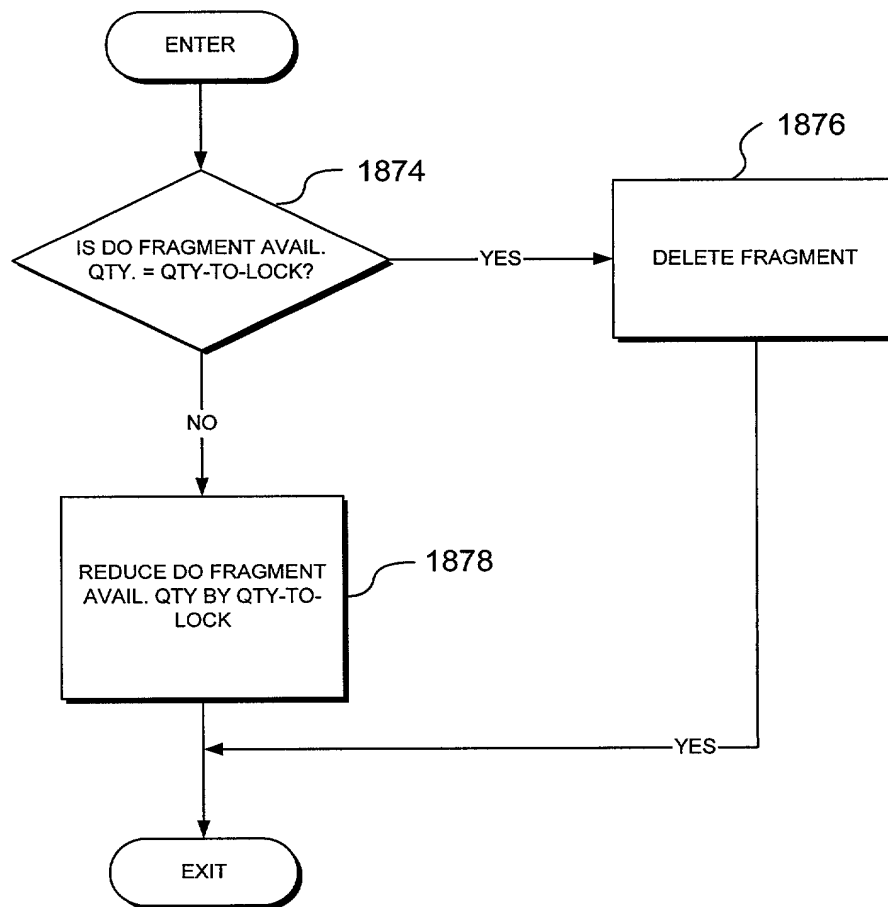 ENTER
1874
IS DO FRAGMENT AVAIL.
QTY. = QTY-TO-LOCK?
YES
1876
DELETE FRAGMENT
NO
REDUCE DO FRAGMENT
AVAIL. QTY BY QTY-TO-
LOCK
1878
YES
EXIT